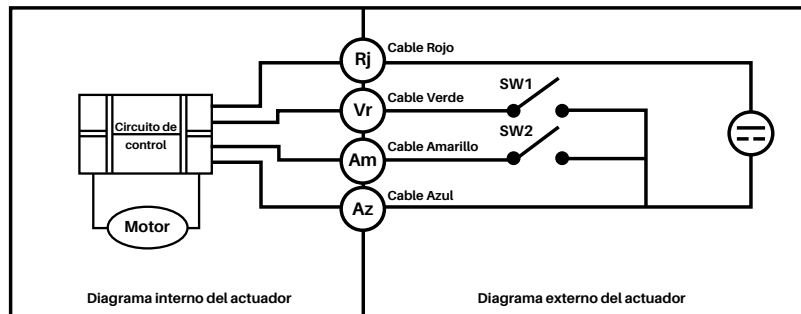 Rj
Cable Rojo
SW1
Vr
Cable Verde
Circuito de
control
SW2
Am
Cable Amarillo
Az
Cable Azul
Motor
Diagrama interno del actuador
Diagrama externo del actuador